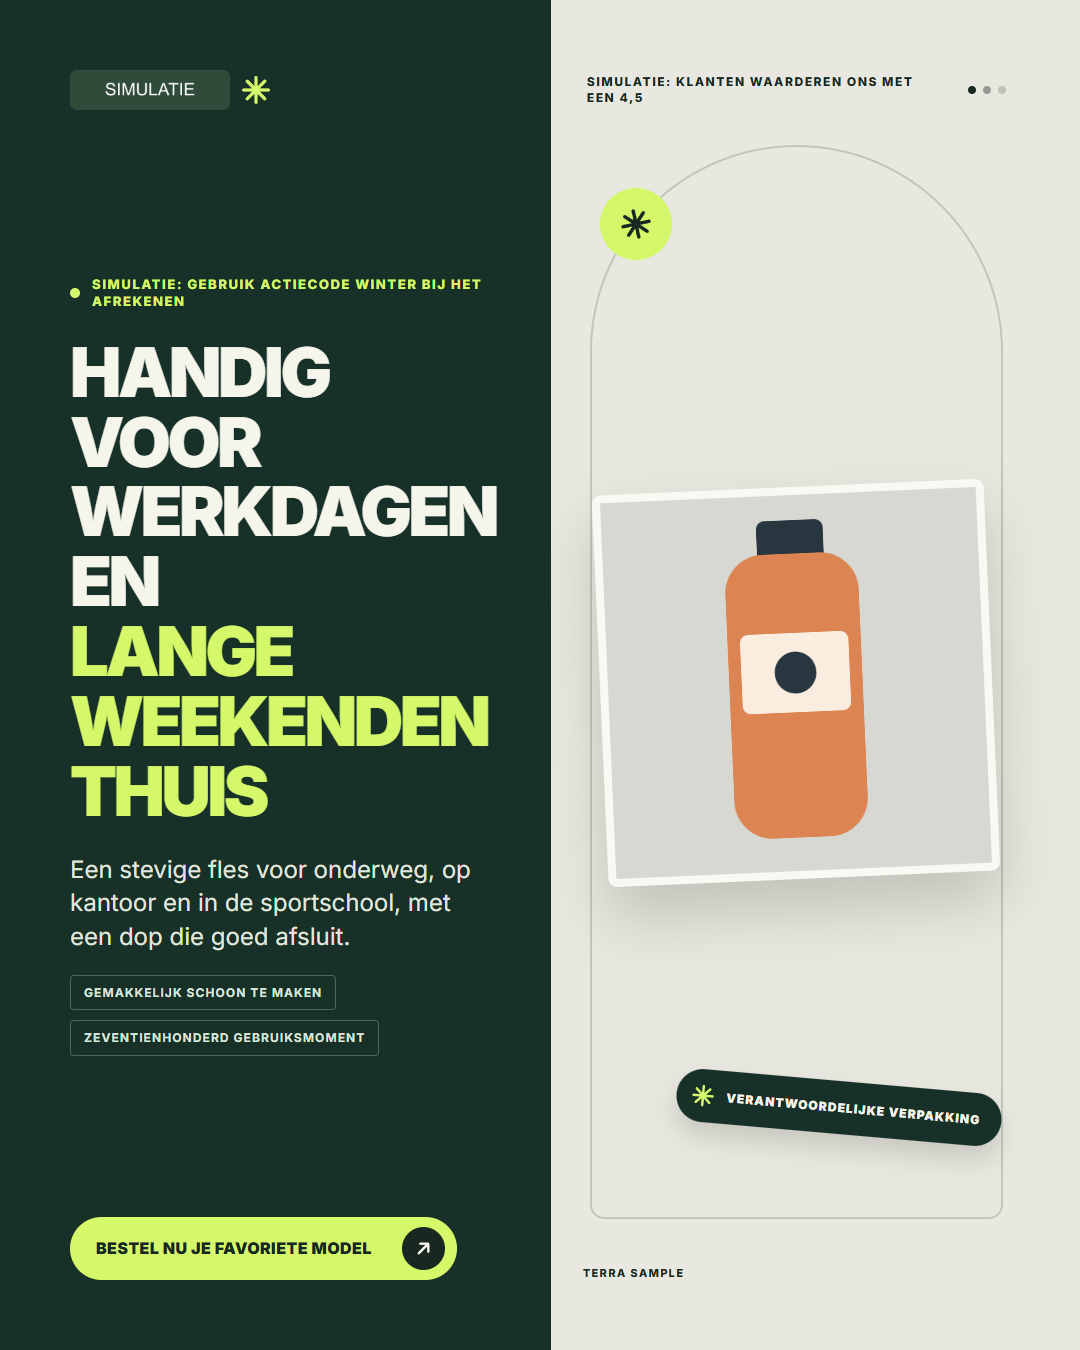 SIMULATIE
SIMULATIE: GEBRUIK ACTIECODE WINTER BIJ HET
AFREKENEN
HANDIG
VOOR
WERKDAGEN
EN
LANGE
WEEKENDEN
THUIS
Een stevige fles voor onderweg, op
kantoor en in de sportschool, met
een dop die goed afsluit.
GEMAKKELIJK SCHOON TE MAKEN
ZEVENTIENHONDERD GEBRUIKSMOMENT
BESTEL NU JE FAVORIETE MODEL
SIMULATIE: KLANTEN WAARDEREN ONS MET
EEN 4,5
VERANTWOORDELIJKE VERPAKKING
TERRA SAMPLE